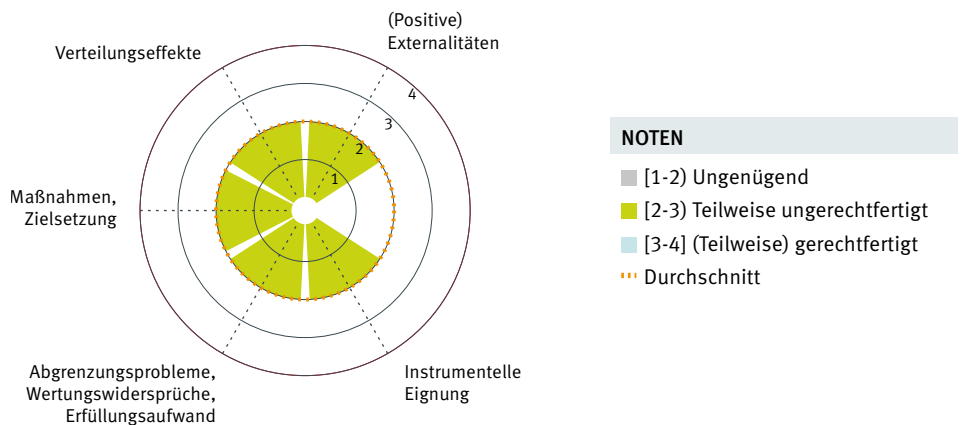 (Positive)
Externalitäten
Verteilungseffekte
4
3
2
1
Maßnahmen,
Zielsetzung
Abgrenzungsprobleme,
Wertungswidersprüche,
Erfüllungsaufwand
Instrumentelle
Eignung
NOTEN
[1-2) Ungenügend
[2-3) Teilweise ungerechtfertigt
[3-4] (Teilweise) gerechtfertigt
Durchschnitt